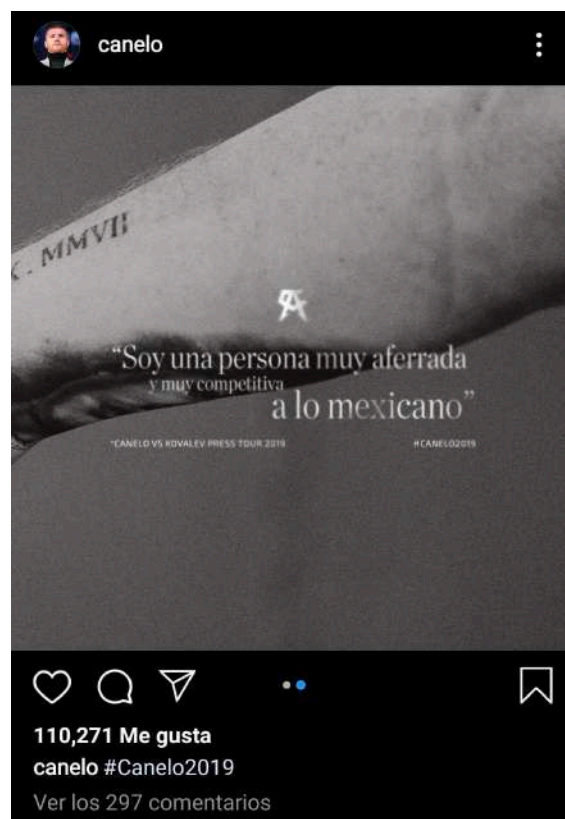 canelo
X. MMVII
“Soy una persona muy aferrada
y muy competitiva
a lo mexicano”
"CANELO VS KOVALEV PRESS TOUR 2019
#CANELO2019
110,271 Me gusta
canelo #Canelo2019
Ver los 297 comentarios